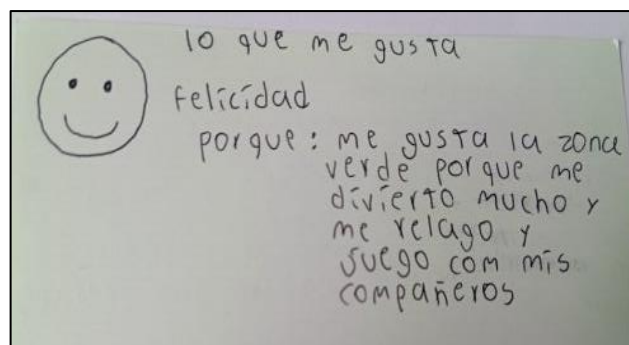 lo que me gusta
felicidad
porque: me gusta la zona
verde porque me
divierto mucho y
me relago y
juego com mis
compañeros